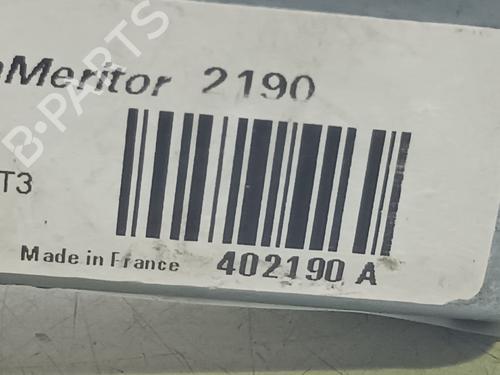 Meritor 2190
T3
Made in France 402190 A
B-PARTS